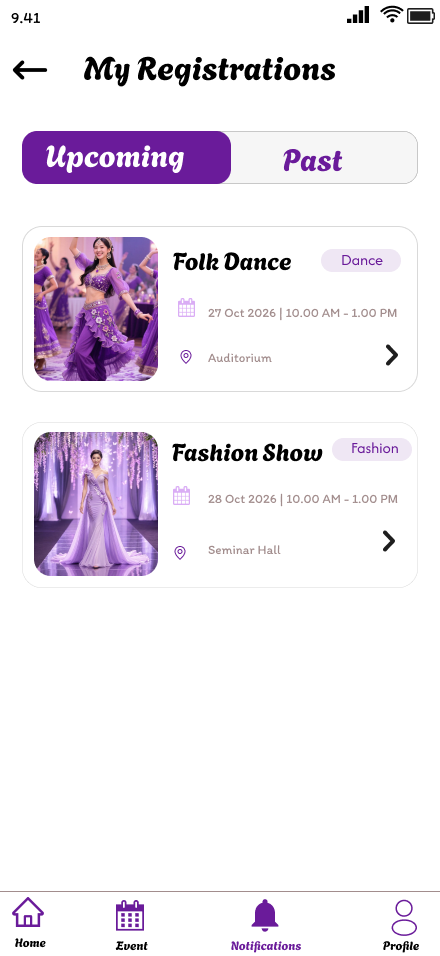 9.41
My Registrations
Upcoming
Past
Folk Dance
Dance
27 Oct 2026 | 10.00 AM - 1.00 PM
Auditorium
Fashion Show
Fashion
28 Oct 2026 | 10.00 AM - 1.00 PM
Seminar Hall
Home
Event
Notifications
Profile